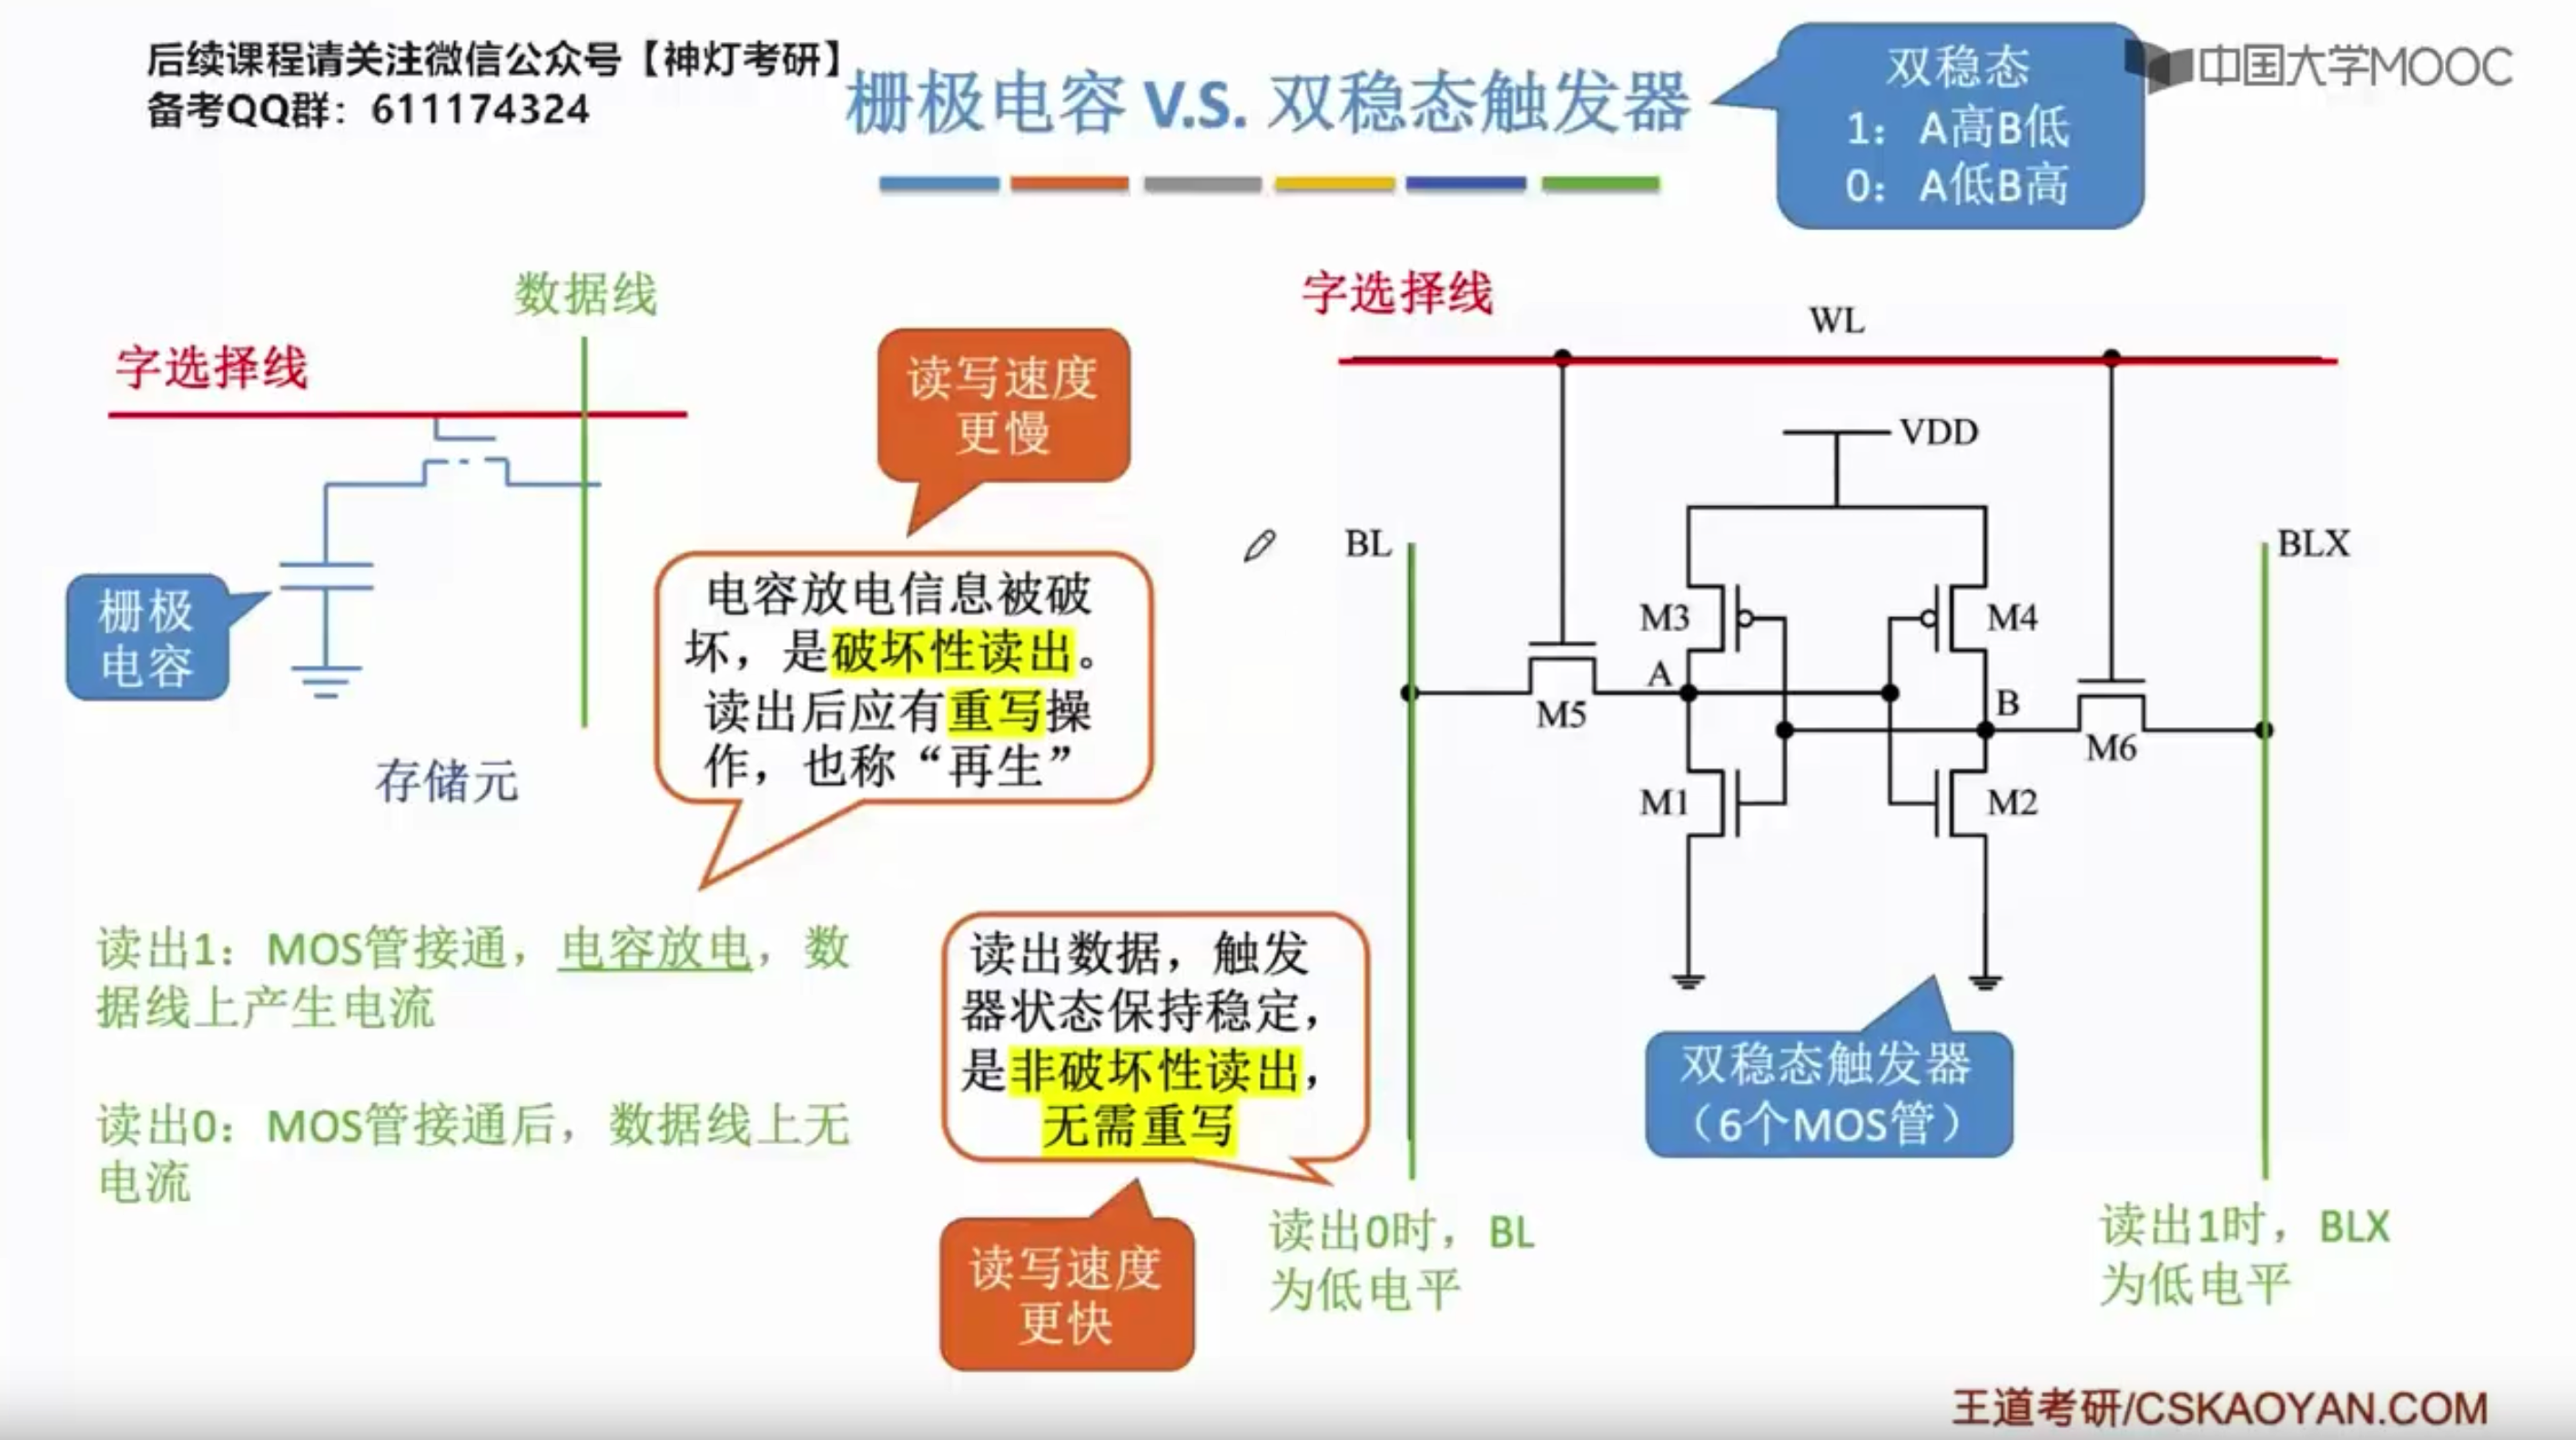 后续课程请关注微信公众号【神灯考研】
备考QQ群：611174324
栅极电容 V.S. 双稳态触发器
双稳态
1：A高B低
0：A低B高
中国大学MOOC
数据线
字选择线
栅极
电容
存储元
读写速度
更慢
电容放电信息被破
坏，是破坏性读出。
读出后应有重写操
作，也称“再生”
读出1：MOS管接通，电容放电，数
据线上产生电流
读出0：MOS管接通后，数据线上无
电流
读出数据，触发
器状态保持稳定，
是非破坏性读出，
无需重写
读写速度
更快
字选择线
WL
VDD
BL
BLX
M3
M4
A
B
M5
M6
M1
M2
双稳态触发器
（6个MOS管）
读出0时，BL
为低电平
读出1时，BLX
为低电平
王道考研/CSKAOYAN.COM